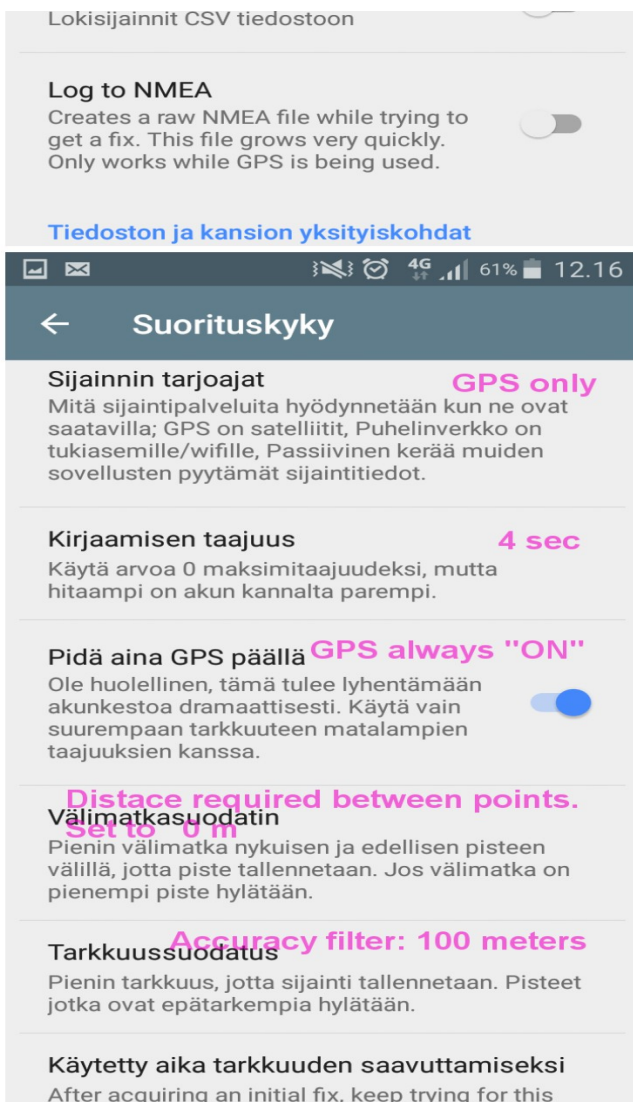 Lokisijainnit CSV tiedostoon
Log to NMEA
Creates a raw NMEA file while trying to
get a fix. This file grows very quickly.
Only works while GPS is being used.
Tiedoston ja kansion yksityiskohdat
4G 61% 12.16
Suorituskyky
Sijainnin tarjoajat GPS only
Mitä sijaintipalveluita hyödynnetään kun ne ovat
saatavilla; GPS on satelliitit, Puhelinverkko on
tukiasemille/wifille, Passiivinen kerää muiden
sovellusten pyytämät sijaintitiedot.
Kirjaamisen taajuus 4 sec
Käytä arvoa 0 maksimitaajuudeksi, mutta
hitaampi on akun kannalta parempi.
Pidä aina GPS päällä GPS always "ON"
Ole huolellinen, tämä tulee lyhentämään
akunkestoa dramaattisesti. Käytä vain
suurempaan tarkkuuteen matalampien
taajuuksien kanssa.
Distace required between points.
Välimatkasuodatin
Set to 0 m
Pienin välimatka nykuisen ja edellisen pisteen
välillä, jotta piste tallennetaan. Jos välimatka on
pienempi piste hylätään.
Accuracy filter: 100 meters
Tarkkuussuodatus
Pienin tarkkuus, jotta sijainti tallennetaan. Pisteet
jotka ovat epätarkempia hylätään.
Käytetty aika tarkkuuden saavuttamiseksi
After acquiring an initial fix, keep trying for this